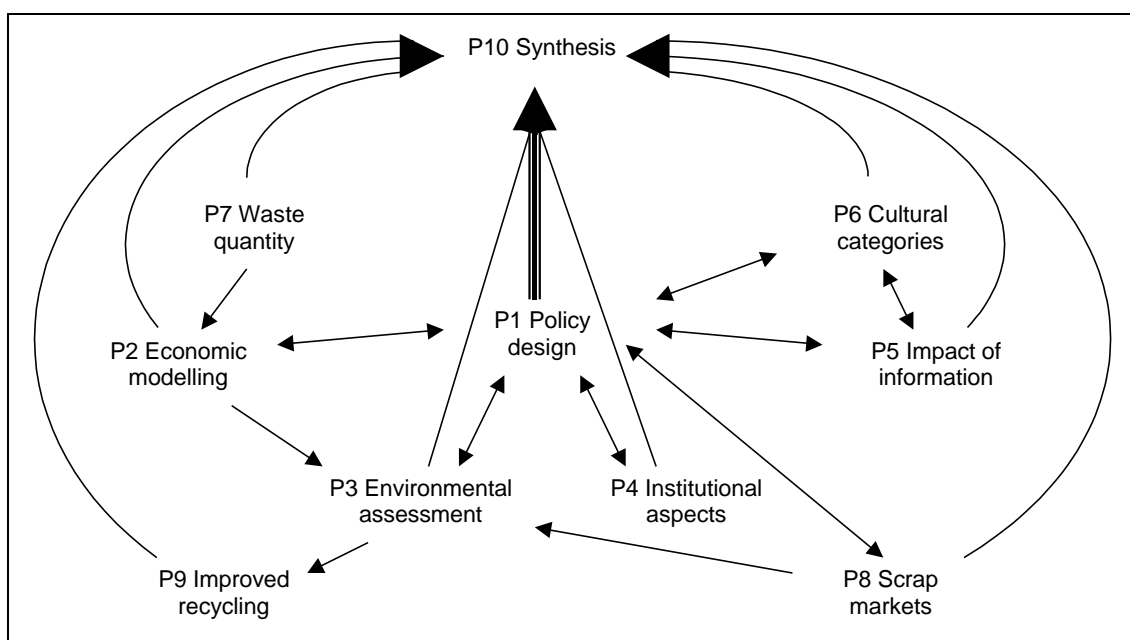 P10 Synthesis
P7 Waste
quantity
P6 Cultural
categories
P1 Policy
design
P2 Economic
modelling
P5 Impact of
information
P3 Environmental
assessment
P4 Institutional
aspects
P9 Improved
recycling
P8 Scrap
markets